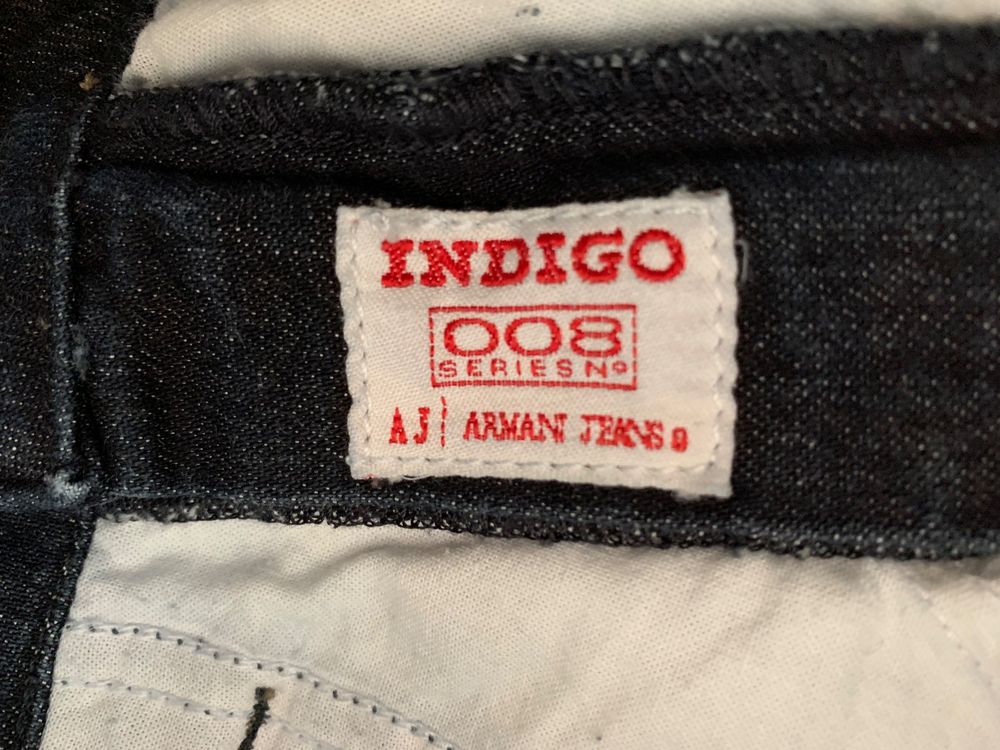 INDIGO
008
SERIES Nº
AJ ARMANI JEANS ®